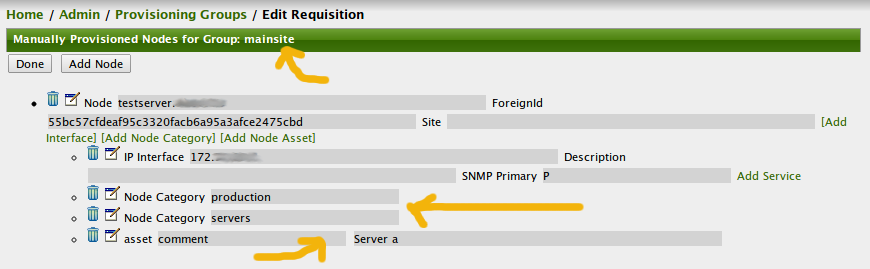 Home / Admin / Provisioning Groups / Edit Requisition
Manually Provisioned Nodes for Group: mainsite
Done Add Node
Node testserver. ForeignId
55bc57cfdeaf95c3320facb6a95a3afce2475cbd Site [Add
Interface] [Add Node Category] [Add Node Asset]
IP Interface 172. Description
SNMP Primary P Add Service
Node Category production
Node Category servers
asset comment Server a